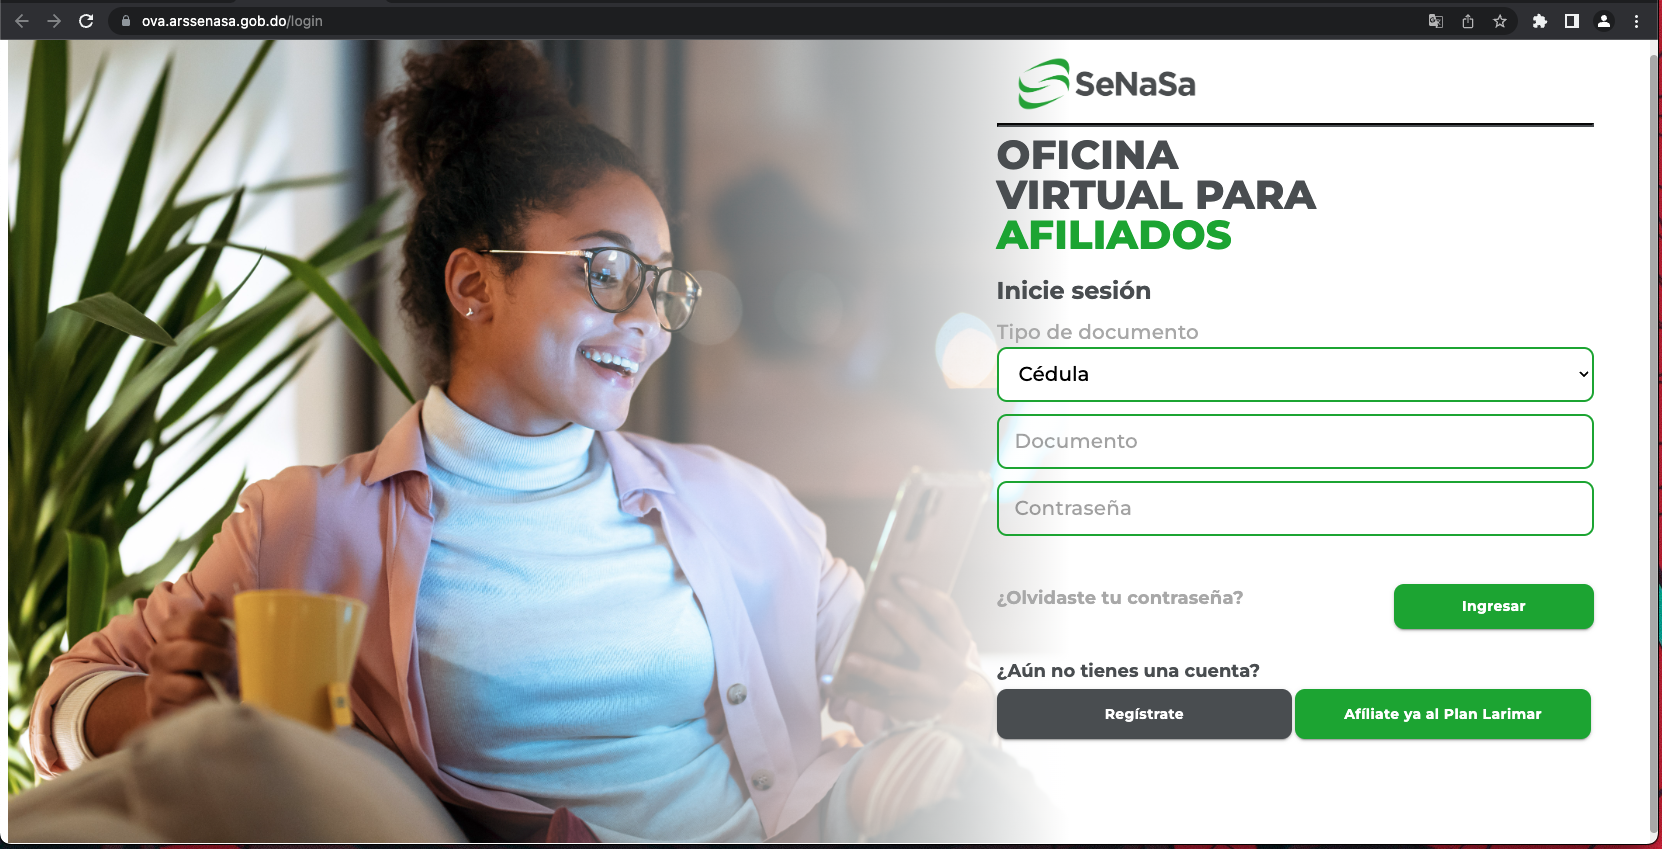 ova.arssenasa.gob.do/login
SeNaSa
OFICINA
VIRTUAL PARA
AFILIADOS
Inicie sesión
Tipo de documento
Cédula
Documento
Contraseña
¿Olvidaste tu contraseña?
Ingresar
¿Aún no tienes una cuenta?
Regístrate
Afíliate ya al Plan Larimar